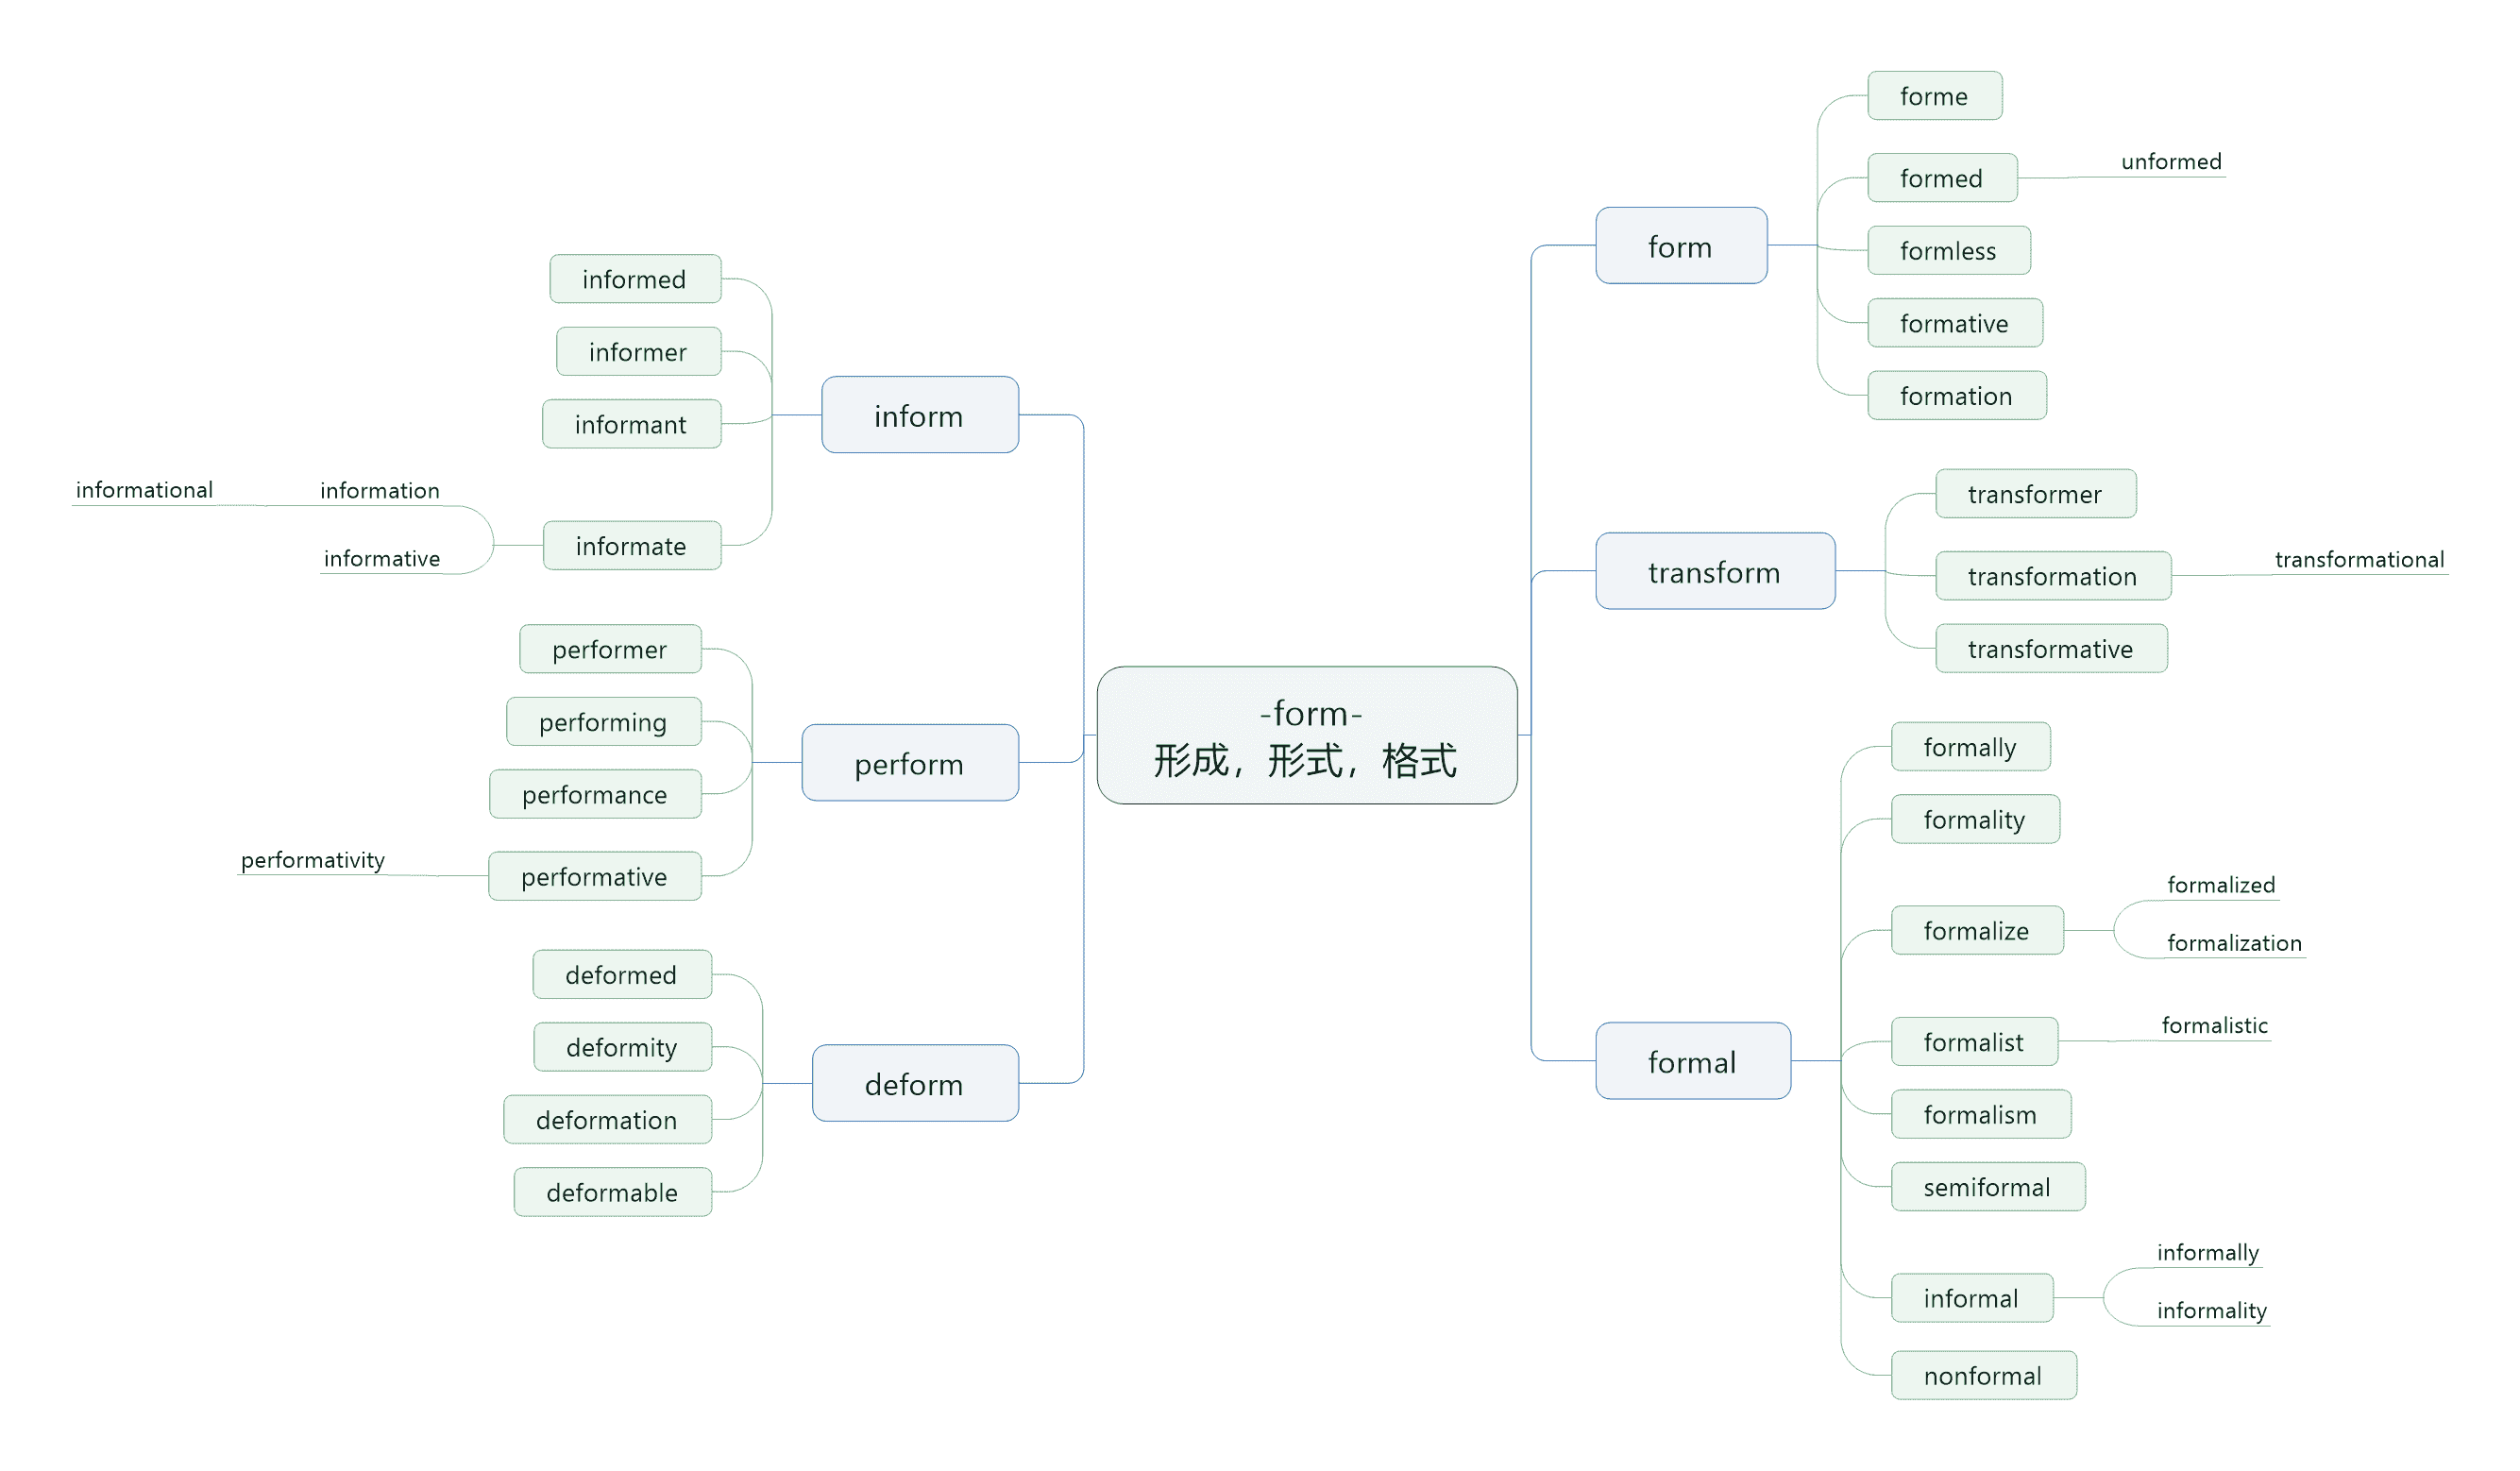 -form-
形成，形式，格式
form
forme
formed
unformed
formless
formative
formation
transform
transformer
transformation
transformational
transformative
formal
formally
formality
formalize
formalized
formalization
formalist
formalistic
formalism
semiformal
informal
informally
informality
nonformal
inform
informed
informer
informant
informate
information
informational
informative
perform
performer
performing
performance
performative
performativity
deform
deformed
deformity
deformation
deformable